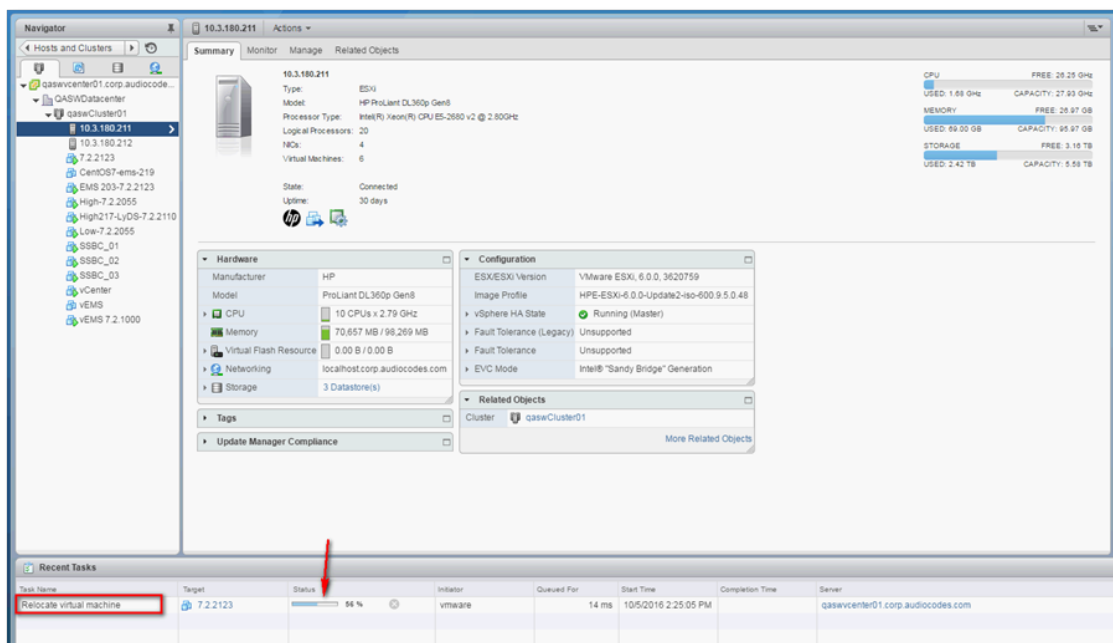 Navigator
Hosts and Clusters
qaswvcenter01.corp.audiocode...
QASWDatacenter
qaswCluster01
10.3.180.211
10.3.180.212
7.2.2123
CentOS7-ems-219
EMS 203-7.2.2123
High-7.2.2055
High217-LyDS-7.2.2110
Low-7.2.2055
SSBC_01
SSBC_02
SSBC_03
vCenter
vEMS
vEMS 7.2.1000
10.3.180.211 Actions
Summary Monitor Manage Related Objects
10.3.180.211
Type: ESXi
Model: HP ProLiant DL360p Gen8
Processor Type: Intel(R) Xeon(R) CPU E5-2680 v2 @ 2.80GHz
Logical Processors: 20
NICs: 4
Virtual Machines: 6
State: Connected
Uptime: 30 days
hp
CPU FREE: 26.25 GHz
USED: 1.68 GHz CAPACITY: 27.93 GHz
MEMORY FREE: 26.97 GB
USED: 69.00 GB CAPACITY: 95.97 GB
STORAGE FREE: 3.16 TB
USED: 2.42 TB CAPACITY: 5.58 TB
Hardware
Manufacturer HP
Model ProLiant DL360p Gen8
CPU 10 CPUs x 2.79 GHz
Memory 70,657 MB / 98,269 MB
Virtual Flash Resource 0.00 B / 0.00 B
Networking localhost.corp.audiocodes.com
Storage 3 Datastore(s)
Tags
Update Manager Compliance
Configuration
ESX/ESXi Version VMware ESXi, 6.0.0, 3620759
Image Profile HPE-ESXi-6.0.0-Update2-iso-600.9.5.0.48
vSphere HA State Running (Master)
Fault Tolerance (Legacy) Unsupported
Fault Tolerance Unsupported
EVC Mode Intel® "Sandy Bridge" Generation
Related Objects
Cluster qaswCluster01
More Related Objects
Recent Tasks
Task Name Target Status Initiator Queued For Start Time Completion Time Server
Relocate virtual machine 7.2.2123 56 % vmware 14 ms 10/5/2016 2:25:05 PM qaswvcenter01.corp.audiocodes.com